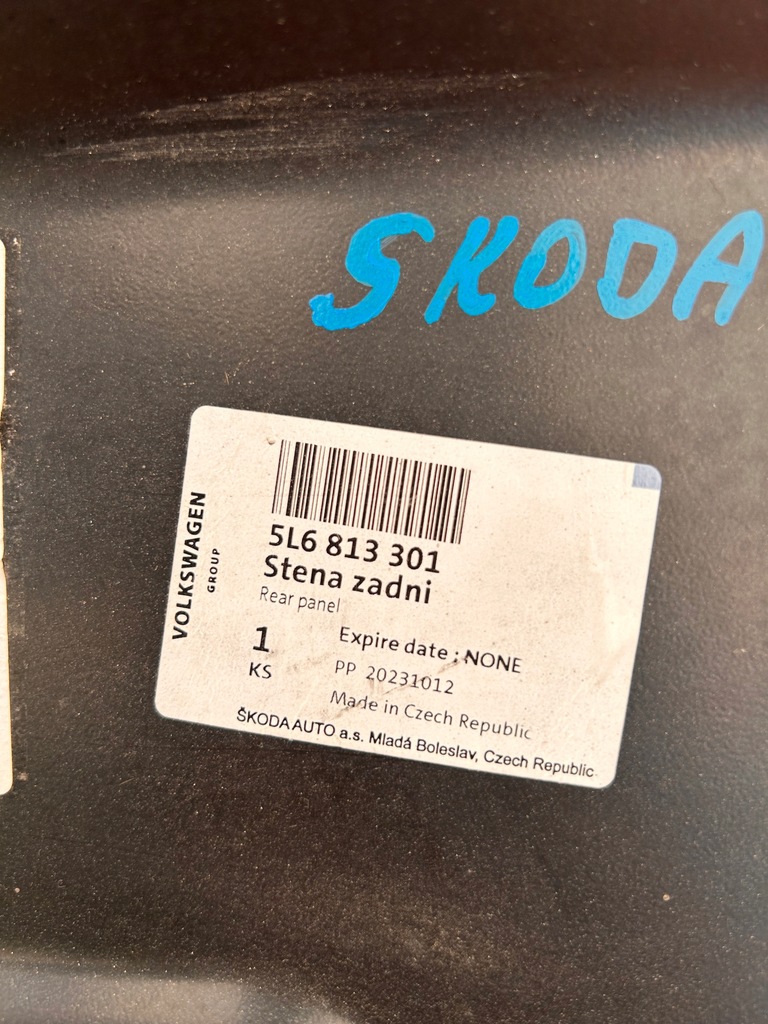 SKODA
VOLKSWAGEN
GROUP
5L6 813 301
Stena zadni
Rear panel
1
KS
Expire date : NONE
PP 20231012
Made in Czech Republic
ŠKODA AUTO a.s. Mladá Boleslav, Czech Republic